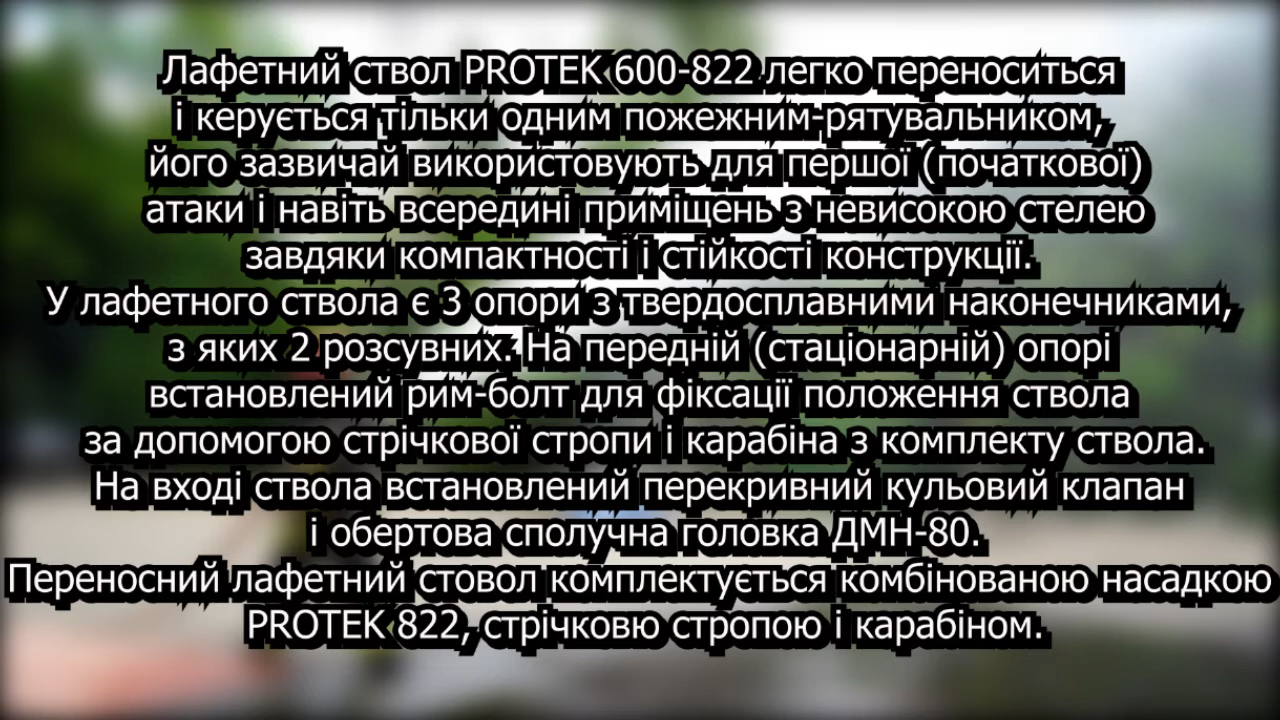 Лафетний ствол PROTEK 600-822 легко переноситься
і керується тільки одним пожежним-рятувальником,
його зазвичай використовують для першої (початкової)
атаки і навіть всередині приміщень з невисокою стелею
завдяки компактності і стійкості конструкції.
У лафетного ствола є 3 опори з твердосплавними наконечниками,
з яких 2 розсувних. На передній (стаціонарній) опорі
встановлений рим-болт для фіксації положення ствола
за допомогою стрічкової стропи і карабіна з комплекту ствола.
На вході ствола встановлений перекривний кульовий клапан
і обертова сполучна головка ДМН-80.
Переносний лафетний стовол комплектується комбінованою насадкою
PROTEK 822, стрічковю стропою і карабіном.